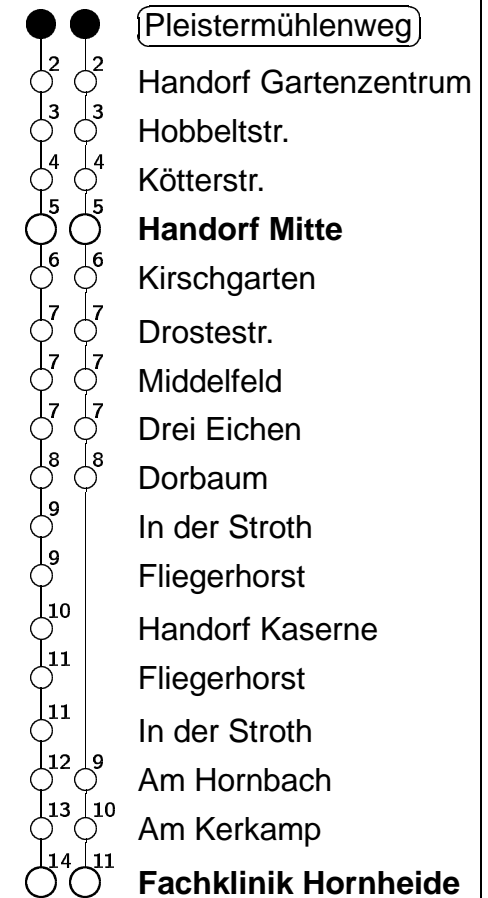 Pleistermühlenweg
2 2 Handorf Gartenzentrum
3 3 Hobbeltstr.
4 4 Kötterstr.
5 5 Handorf Mitte
6 6 Kirschgarten
7 7 Drostestr.
7 7 Middelfeld
7 7 Drei Eichen
8 8 Dorbaum
9 In der Stroth
9 Fliegerhorst
10 Handorf Kaserne
11 Fliegerhorst
11 In der Stroth
12 9 Am Hornbach
13 10 Am Kerkamp
14 11 Fachklinik Hornheide